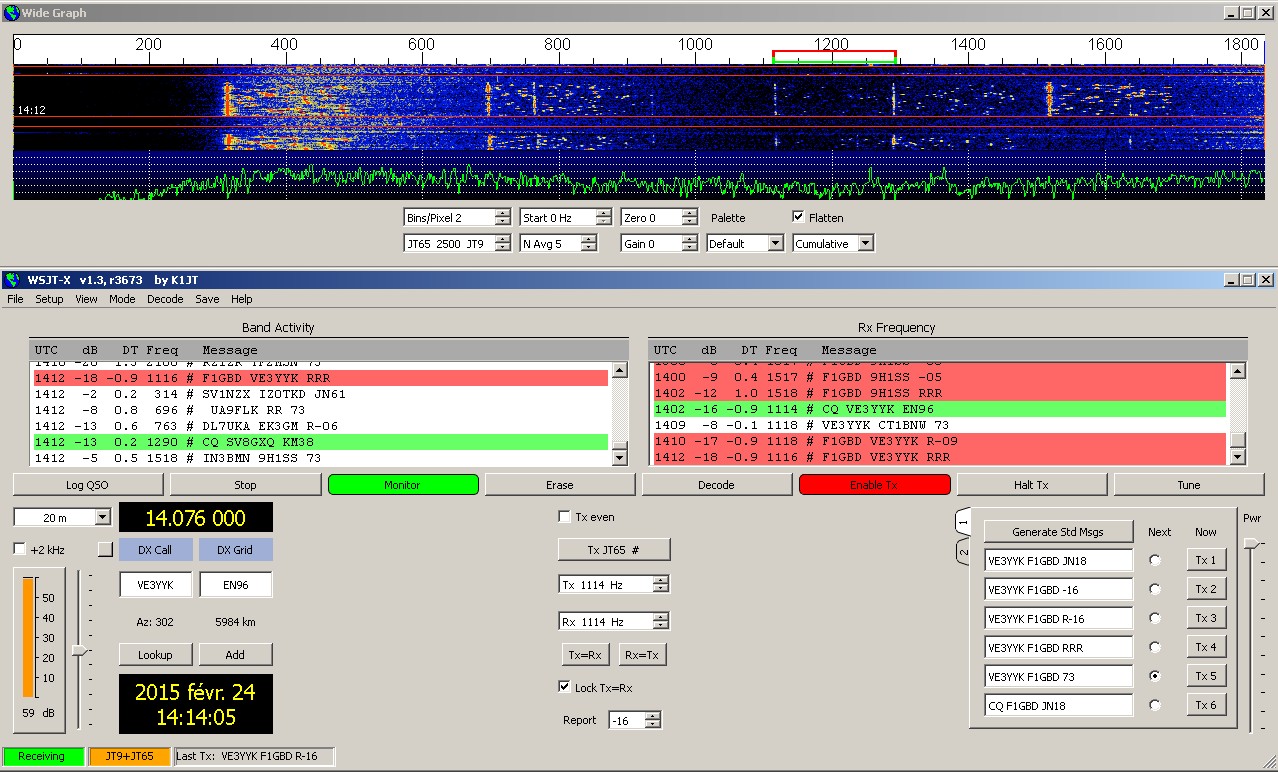 Wide Graph
0 200 400 600 800 1000 1200 1400 1600 1800
14:12
Bins/Pixel 2 Start 0 Hz Zero 0 Palette Flatten
JT65 2500 JT9 N Avg 5 Gain 0 Default Cumulative
WSJT-X v1.3, r3673 by K1JT
File Setup View Mode Decode Save Help
Band Activity
UTC dB DT Freq Message
1412 -18 -0.9 1116 # F1GBD VE3YYK RRR
1412 -2 0.2 314 # SV1NZX IZ0TKD JN61
1412 -8 0.8 696 # UA9FLK RR 73
1412 -13 0.6 763 # DL7UKA EK3GM R-06
1412 -13 0.2 1290 # CQ SV8GXQ KM38
1412 -5 0.5 1518 # IN3BMN 9H1SS 73
Rx Frequency
UTC dB DT Freq Message
1400 -9 0.4 1517 # F1GBD 9H1SS -05
1402 -12 1.0 1518 # F1GBD 9H1SS RRR
1402 -16 -0.9 1114 # CQ VE3YYK EN96
1409 -8 -0.1 1118 # VE3YYK CT1BNW 73
1410 -17 -0.9 1118 # F1GBD VE3YYK R-09
1412 -18 -0.9 1116 # F1GBD VE3YYK RRR
Log QSO Stop Monitor Erase Decode Enable Tx Halt Tx Tune
20 m
14.076 000
+2 kHz
DX Call DX Grid
VE3YYK EN96
Az: 302 5984 km
Lookup Add
2015 févr. 24
14:14:05
50
40
30
20
10
59 dB
Tx even
Tx JT65 #
Tx 1114 Hz
Rx 1114 Hz
Tx=Rx Rx=Tx
Lock Tx=Rx
Report -16
1
2
Generate Std Msgs Next Now
VE3YYK F1GBD JN18 Tx 1
VE3YYK F1GBD -16 Tx 2
VE3YYK F1GBD R-16 Tx 3
VE3YYK F1GBD RRR Tx 4
VE3YYK F1GBD 73 Tx 5
CQ F1GBD JN18 Tx 6
Pwr
Receiving JT9+JT65 Last Tx: VE3YYK F1GBD R-16